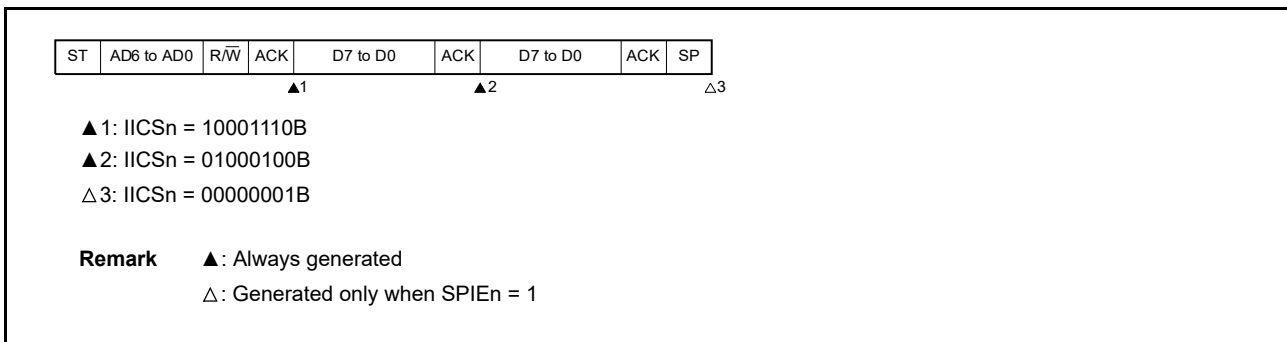 ST AD6 to AD0 R/W̅ ACK D7 to D0 ACK D7 to D0 ACK SP
▲1 ▲2 △3
▲1: IICSn = 10001110B
▲2: IICSn = 01000100B
△3: IICSn = 00000001B
Remark ▲: Always generated
△: Generated only when SPIEn = 1